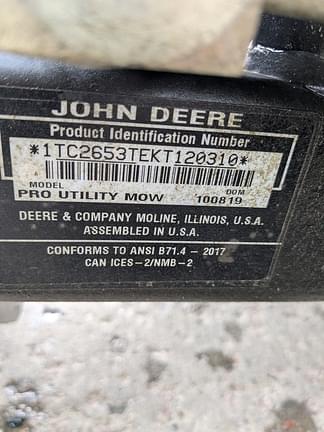 JOHN DEERE
Product Identification Number
*1TC2653TEKT120310*
MODEL DOM
PRO UTILITY MOW 100819
DEERE & COMPANY MOLINE, ILLINOIS, U.S.A.
ASSEMBLED IN U.S.A.
CONFORMS TO ANSI B71.4 - 2017
CAN ICES-2/NMB-2